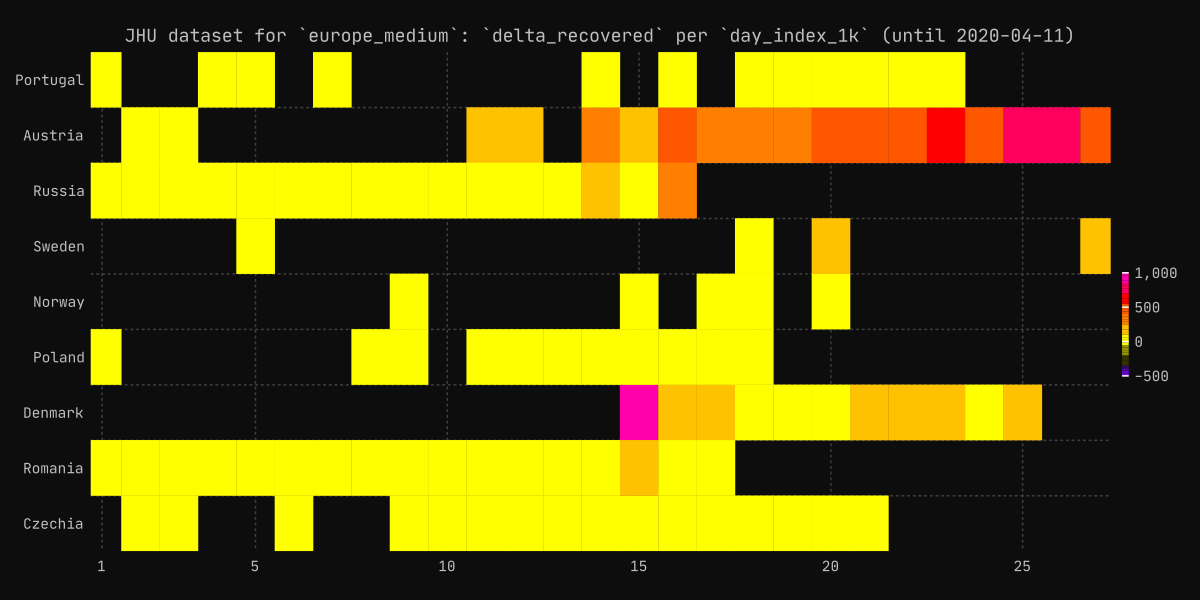 JHU dataset for `europe_medium`: `delta_recovered` per `day_index_1k` (until 2020-04-11)
Portugal
Austria
Russia
Sweden
Norway
Poland
Denmark
Romania
Czechia
1 5 10 15 20 25
1,000
500
0
-500